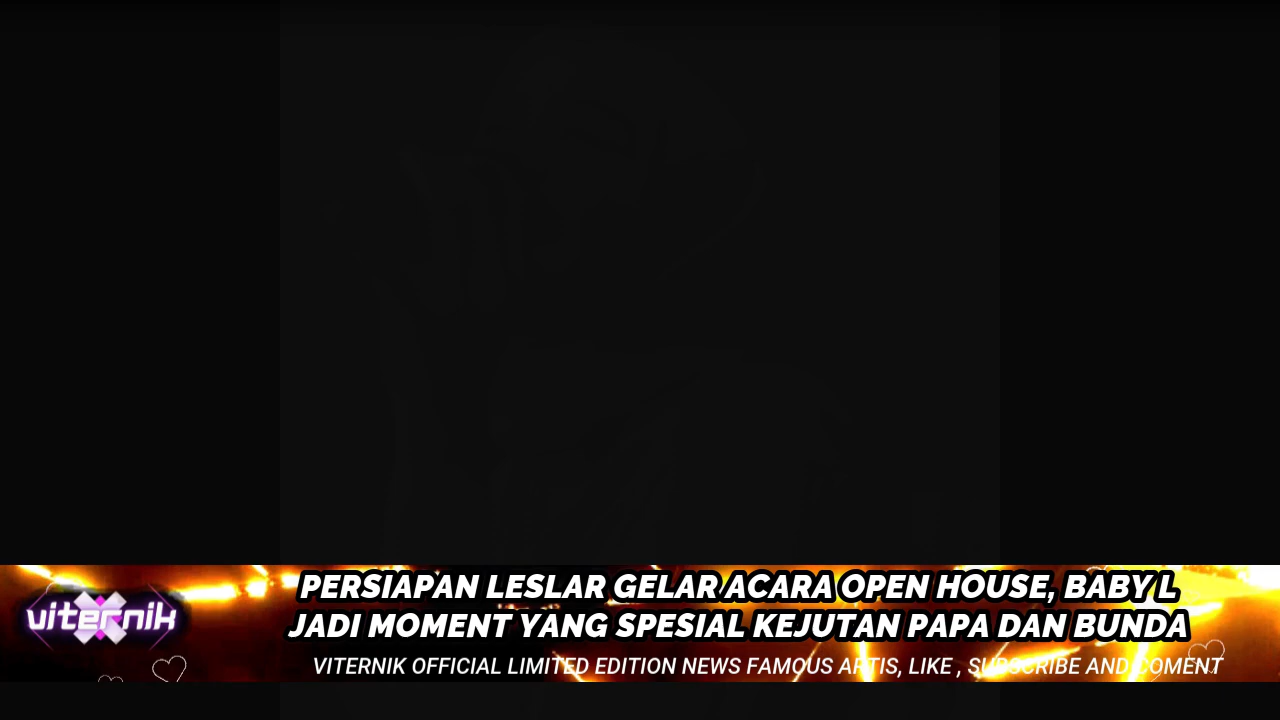 PERSIAPAN LESLAR GELAR ACARA OPEN HOUSE, BABY L
viternik
JADI MOMENT YANG SPESIAL KEJUTAN PAPA DAN BUNDA
VITERNIK OFFICIAL LIMITED EDITION NEWS FAMOUS ARTIS, LIKE , SUBSCRIBE AND COMENT